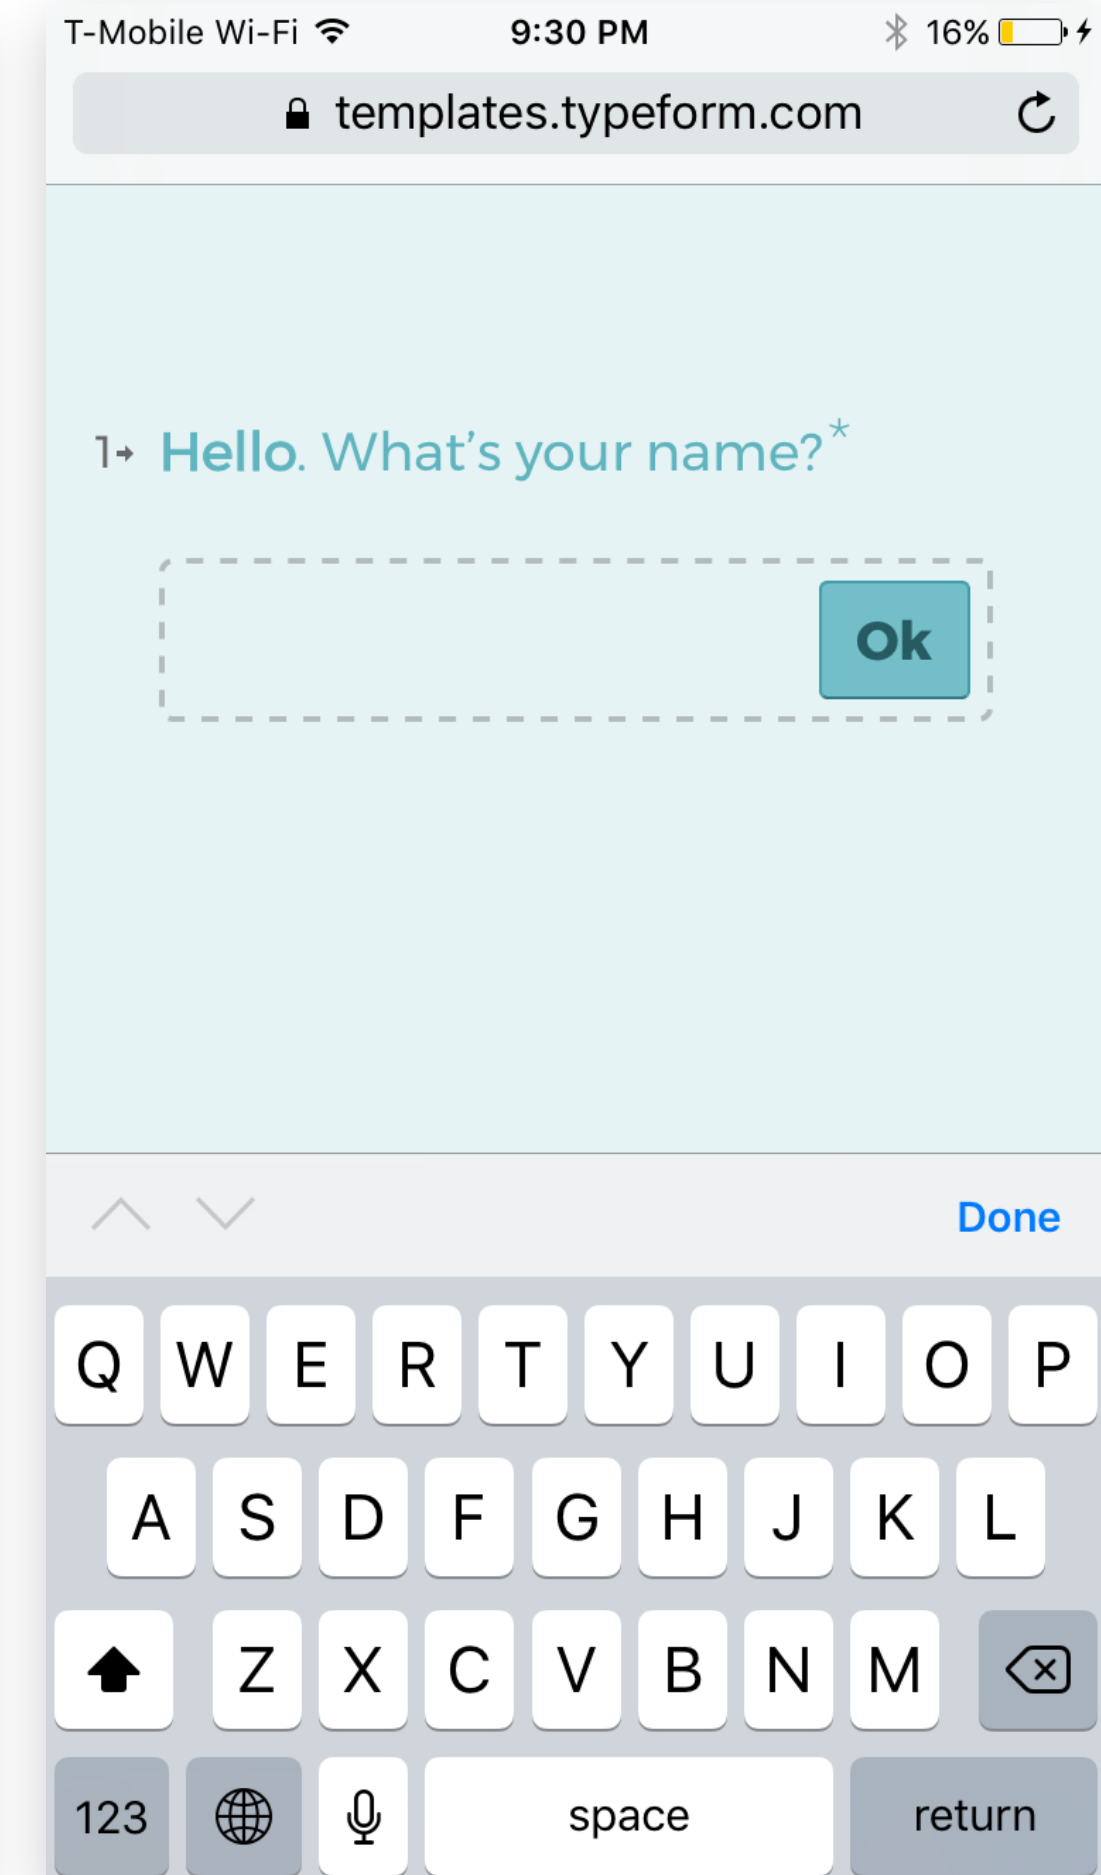 T-Mobile Wi-Fi 9:30 PM 16%
templates.typeform.com
1 Hello. What's your name?*
Ok
Done
Q W E R T Y U I O P
A S D F G H J K L
Z X C V B N M
123 space return